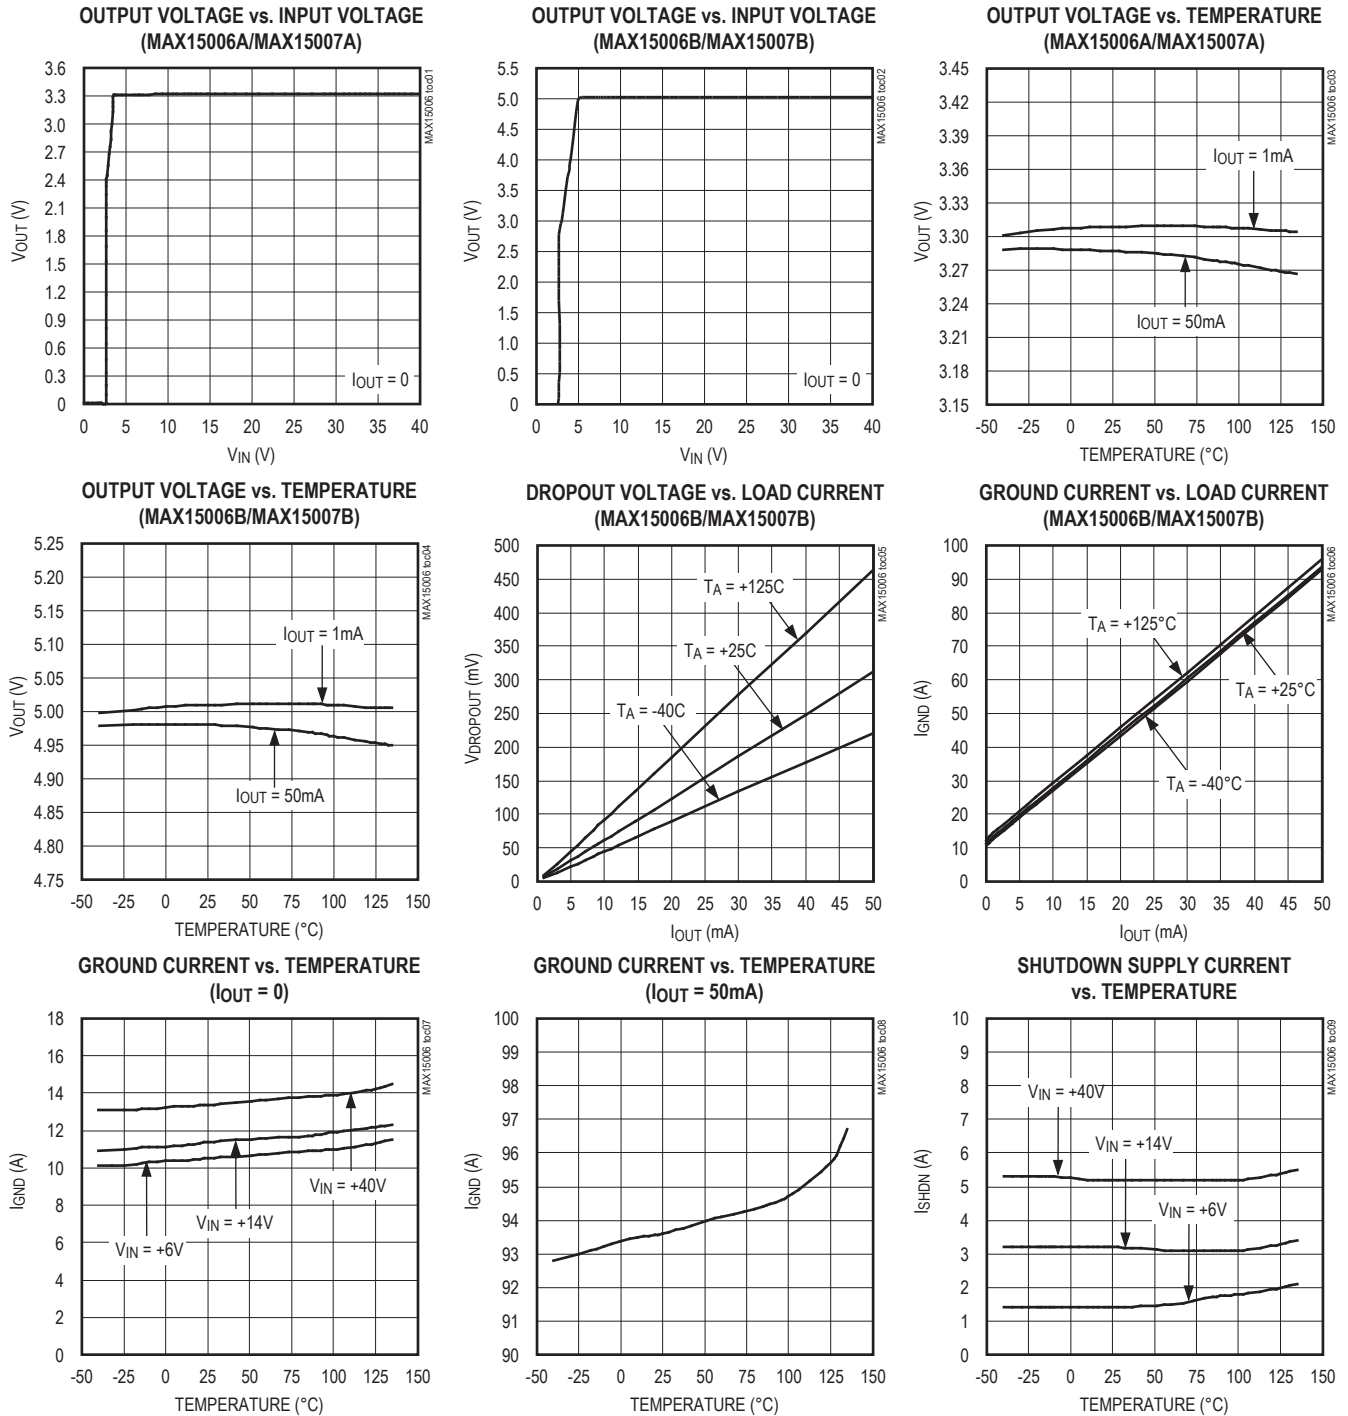 OUTPUT VOLTAGE vs. INPUT VOLTAGE
(MAX15006A/MAX15007A)
MAX15006 toc01
3.6
3.3
3.0
2.7
2.4
2.1
1.8
1.5
1.2
0.9
0.6
0.3
0
VOUT (V)
IOUT = 0
0 5 10 15 20 25 30 35 40
VIN (V)
OUTPUT VOLTAGE vs. INPUT VOLTAGE
(MAX15006B/MAX15007B)
MAX15006 toc02
5.5
5.0
4.5
4.0
3.5
3.0
2.5
2.0
1.5
1.0
0.5
0
VOUT (V)
IOUT = 0
0 5 10 15 20 25 30 35 40
VIN (V)
OUTPUT VOLTAGE vs. TEMPERATURE
(MAX15006A/MAX15007A)
MAX15006 toc03
3.45
3.42
3.39
3.36
3.33
3.30
3.27
3.24
3.21
3.18
3.15
VOUT (V)
IOUT = 1mA
IOUT = 50mA
-50 -25 0 25 50 75 100 125 150
TEMPERATURE (°C)
OUTPUT VOLTAGE vs. TEMPERATURE
(MAX15006B/MAX15007B)
MAX15006 toc04
5.25
5.20
5.15
5.10
5.05
5.00
4.95
4.90
4.85
4.80
4.75
VOUT (V)
IOUT = 1mA
IOUT = 50mA
-50 -25 0 25 50 75 100 125 150
TEMPERATURE (°C)
DROPOUT VOLTAGE vs. LOAD CURRENT
(MAX15006B/MAX15007B)
MAX15006 toc05
500
450
400
350
300
250
200
150
100
50
0
VDROPOUT (mV)
TA = +125C
TA = +25C
TA = -40C
0 5 10 15 20 25 30 35 40 45 50
IOUT (mA)
GROUND CURRENT vs. LOAD CURRENT
(MAX15006B/MAX15007B)
MAX15006 toc06
100
90
80
70
60
50
40
30
20
10
0
IGND (A)
TA = +125°C
TA = +25°C
TA = -40°C
0 5 10 15 20 25 30 35 40 45 50
IOUT (mA)
GROUND CURRENT vs. TEMPERATURE
(IOUT = 0)
MAX15006 toc07
18
16
14
12
10
8
6
4
2
0
IGND (A)
VIN = +40V
VIN = +14V
VIN = +6V
-50 -25 0 25 50 75 100 125 150
TEMPERATURE (°C)
GROUND CURRENT vs. TEMPERATURE
(IOUT = 50mA)
MAX15006 toc08
100
99
98
97
96
95
94
93
92
91
90
IGND (A)
-50 -25 0 25 50 75 100 125 150
TEMPERATURE (°C)
SHUTDOWN SUPPLY CURRENT
vs. TEMPERATURE
MAX15006 toc09
10
9
8
7
6
5
4
3
2
1
0
ISHDN (A)
VIN = +40V
VIN = +14V
VIN = +6V
-50 -25 0 25 50 75 100 125 150
TEMPERATURE (°C)